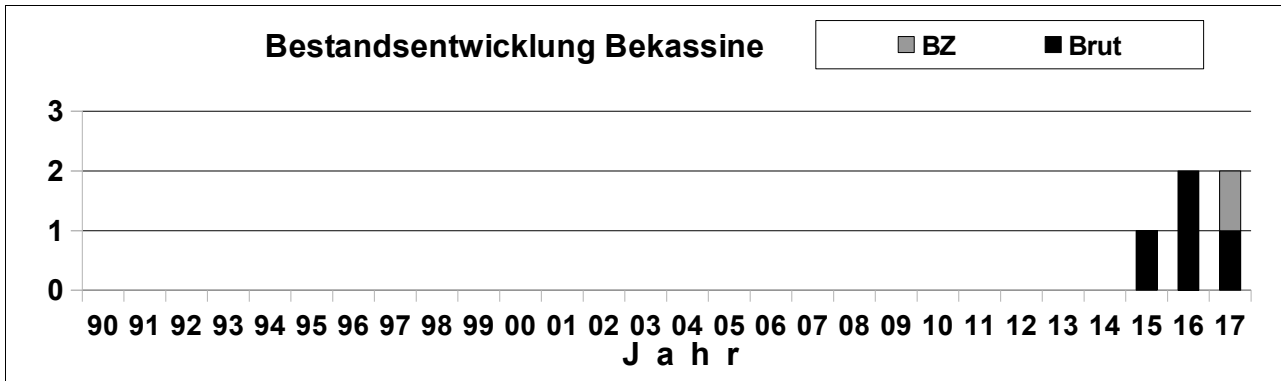 Bestandsentwicklung Bekassine
BZ Brut
3
2
1
0
90 91 92 93 94 95 96 97 98 99 00 01 02 03 04 05 06 07 08 09 10 11 12 13 14 15 16 17
J a h r